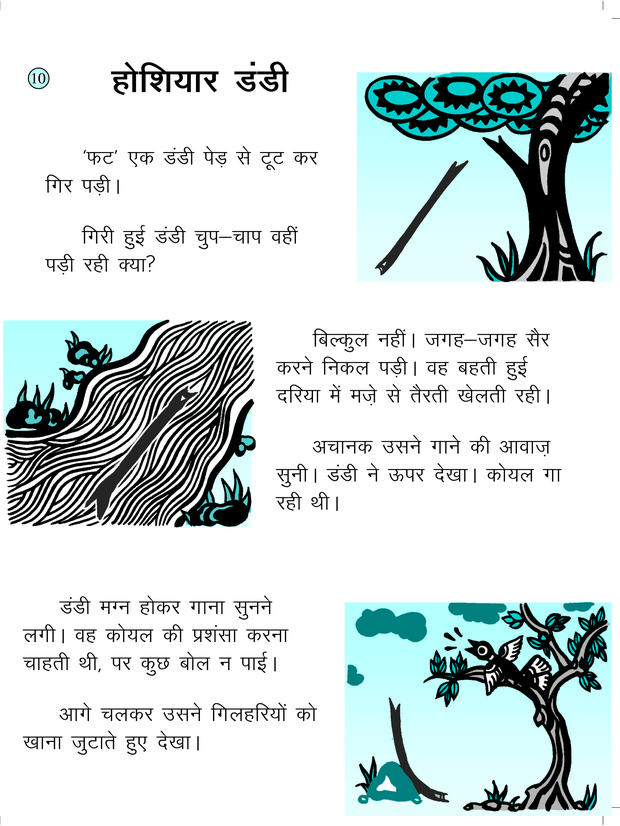 10
होशियार डंडी
'फट' एक डंडी पेड़ से टूट कर
गिर पड़ी।
गिरी हुई डंडी चुप–चाप वहीं
पड़ी रही क्या?
बिल्कुल नहीं। जगह–जगह सैर
करने निकल पड़ी। वह बहती हुई
दरिया में मज़े से तैरती खेलती रही।
अचानक उसने गाने की आवाज़
सुनी। डंडी ने ऊपर देखा। कोयल गा
रही थी।
डंडी मग्न होकर गाना सुनने
लगी। वह कोयल की प्रशंसा करना
चाहती थी, पर कुछ बोल न पाई।
आगे चलकर उसने गिलहरियों को
खाना जुटाते हुए देखा।